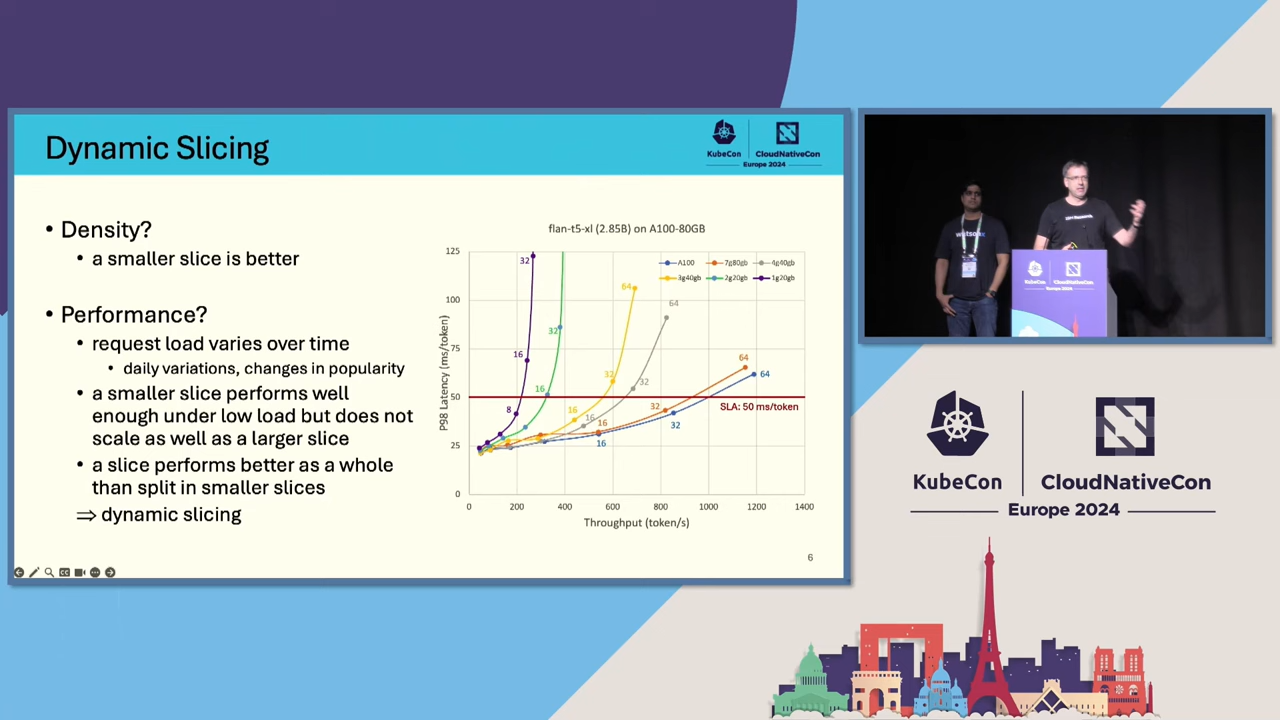 Dynamic Slicing
KubeCon
CloudNativeCon
Europe 2024
• Density?
• a smaller slice is better
• Performance?
• request load varies over time
• daily variations, changes in popularity
• a smaller slice performs well
enough under low load but does not
scale as well as a larger slice
• a slice performs better as a whole
than split in smaller slices
⇒ dynamic slicing
flan-t5-xl (2.85B) on A100-80GB
A100
7g80gb
4g40gb
3g40gb
2g20gb
1g20gb
P98 Latency (ms/token)
125
100
75
50
25
0
0 200 400 600 800 1000 1200 1400
Throughput (token/s)
32
16
8
32
16
64
32
16
64
32
16
64
32
16
64
32
16
SLA: 50 ms/token
6
watsonx
KubeCon
CloudNativeCon
Europe 2024